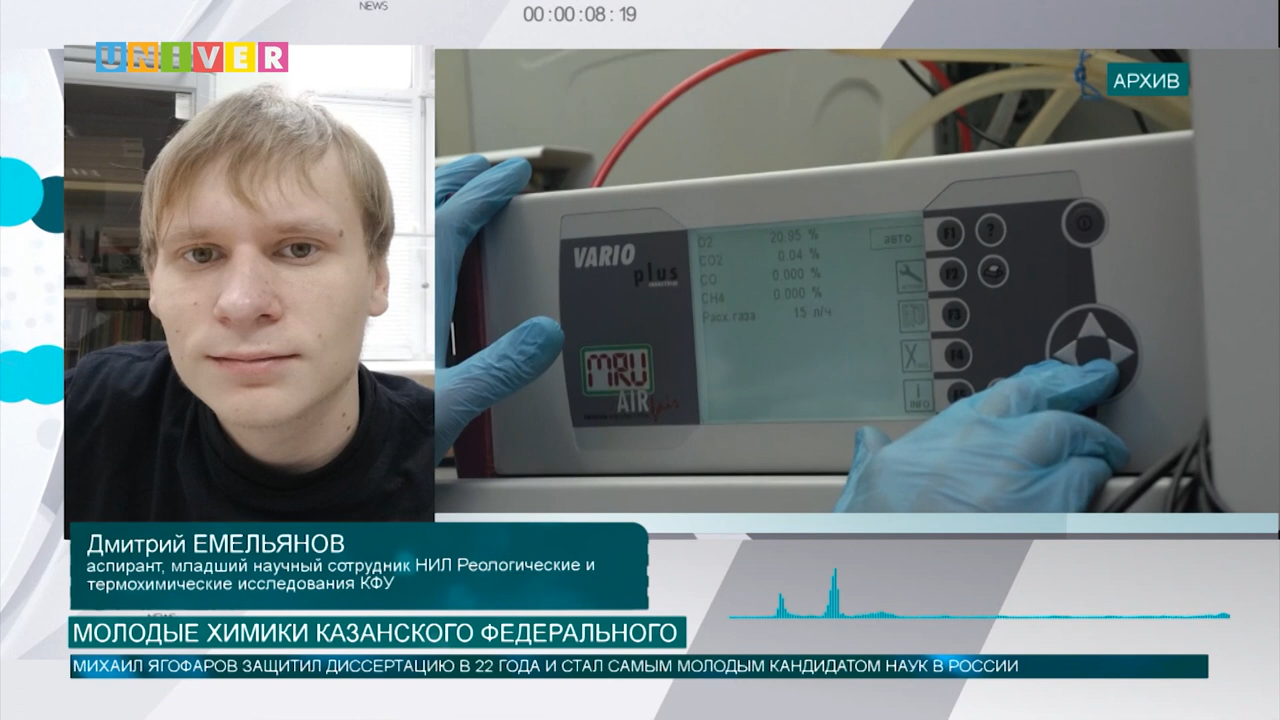 NEWS
00:00:08:19
UNIVER
АРХИВ
VARIO
plus
INDUSTRIAL
MRU
AIR
fair
O2 20.95 %
CO2 0.04 %
CO 0.000 %
CH4 0.000 %
Расх.газа 15 л/ч
авто
INFO
F1
?
F2
F3
F4
Дмитрий ЕМЕЛЬЯНОВ
аспирант, младший научный сотрудник НИЛ Реологические и
термохимические исследования КФУ
МОЛОДЫЕ ХИМИКИ КАЗАНСКОГО ФЕДЕРАЛЬНОГО
МИХАИЛ ЯГОФАРОВ ЗАЩИТИЛ ДИССЕРТАЦИЮ В 22 ГОДА И СТАЛ САМЫМ МОЛОДЫМ КАНДИДАТОМ НАУК В РОССИИ